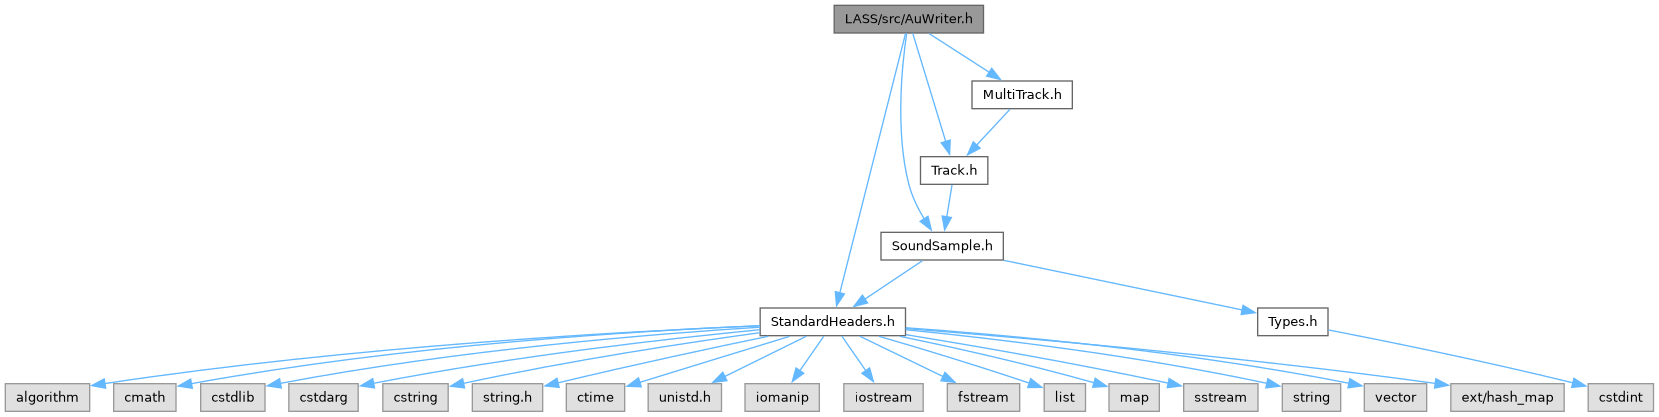 LASS/src/AuWriter.h
MultiTrack.h
Track.h
SoundSample.h
StandardHeaders.h
Types.h
algorithm
cmath
cstdlib
cstdarg
cstring
string.h
ctime
unistd.h
iomanip
iostream
fstream
list
map
sstream
string
vector
ext/hash_map
cstdint